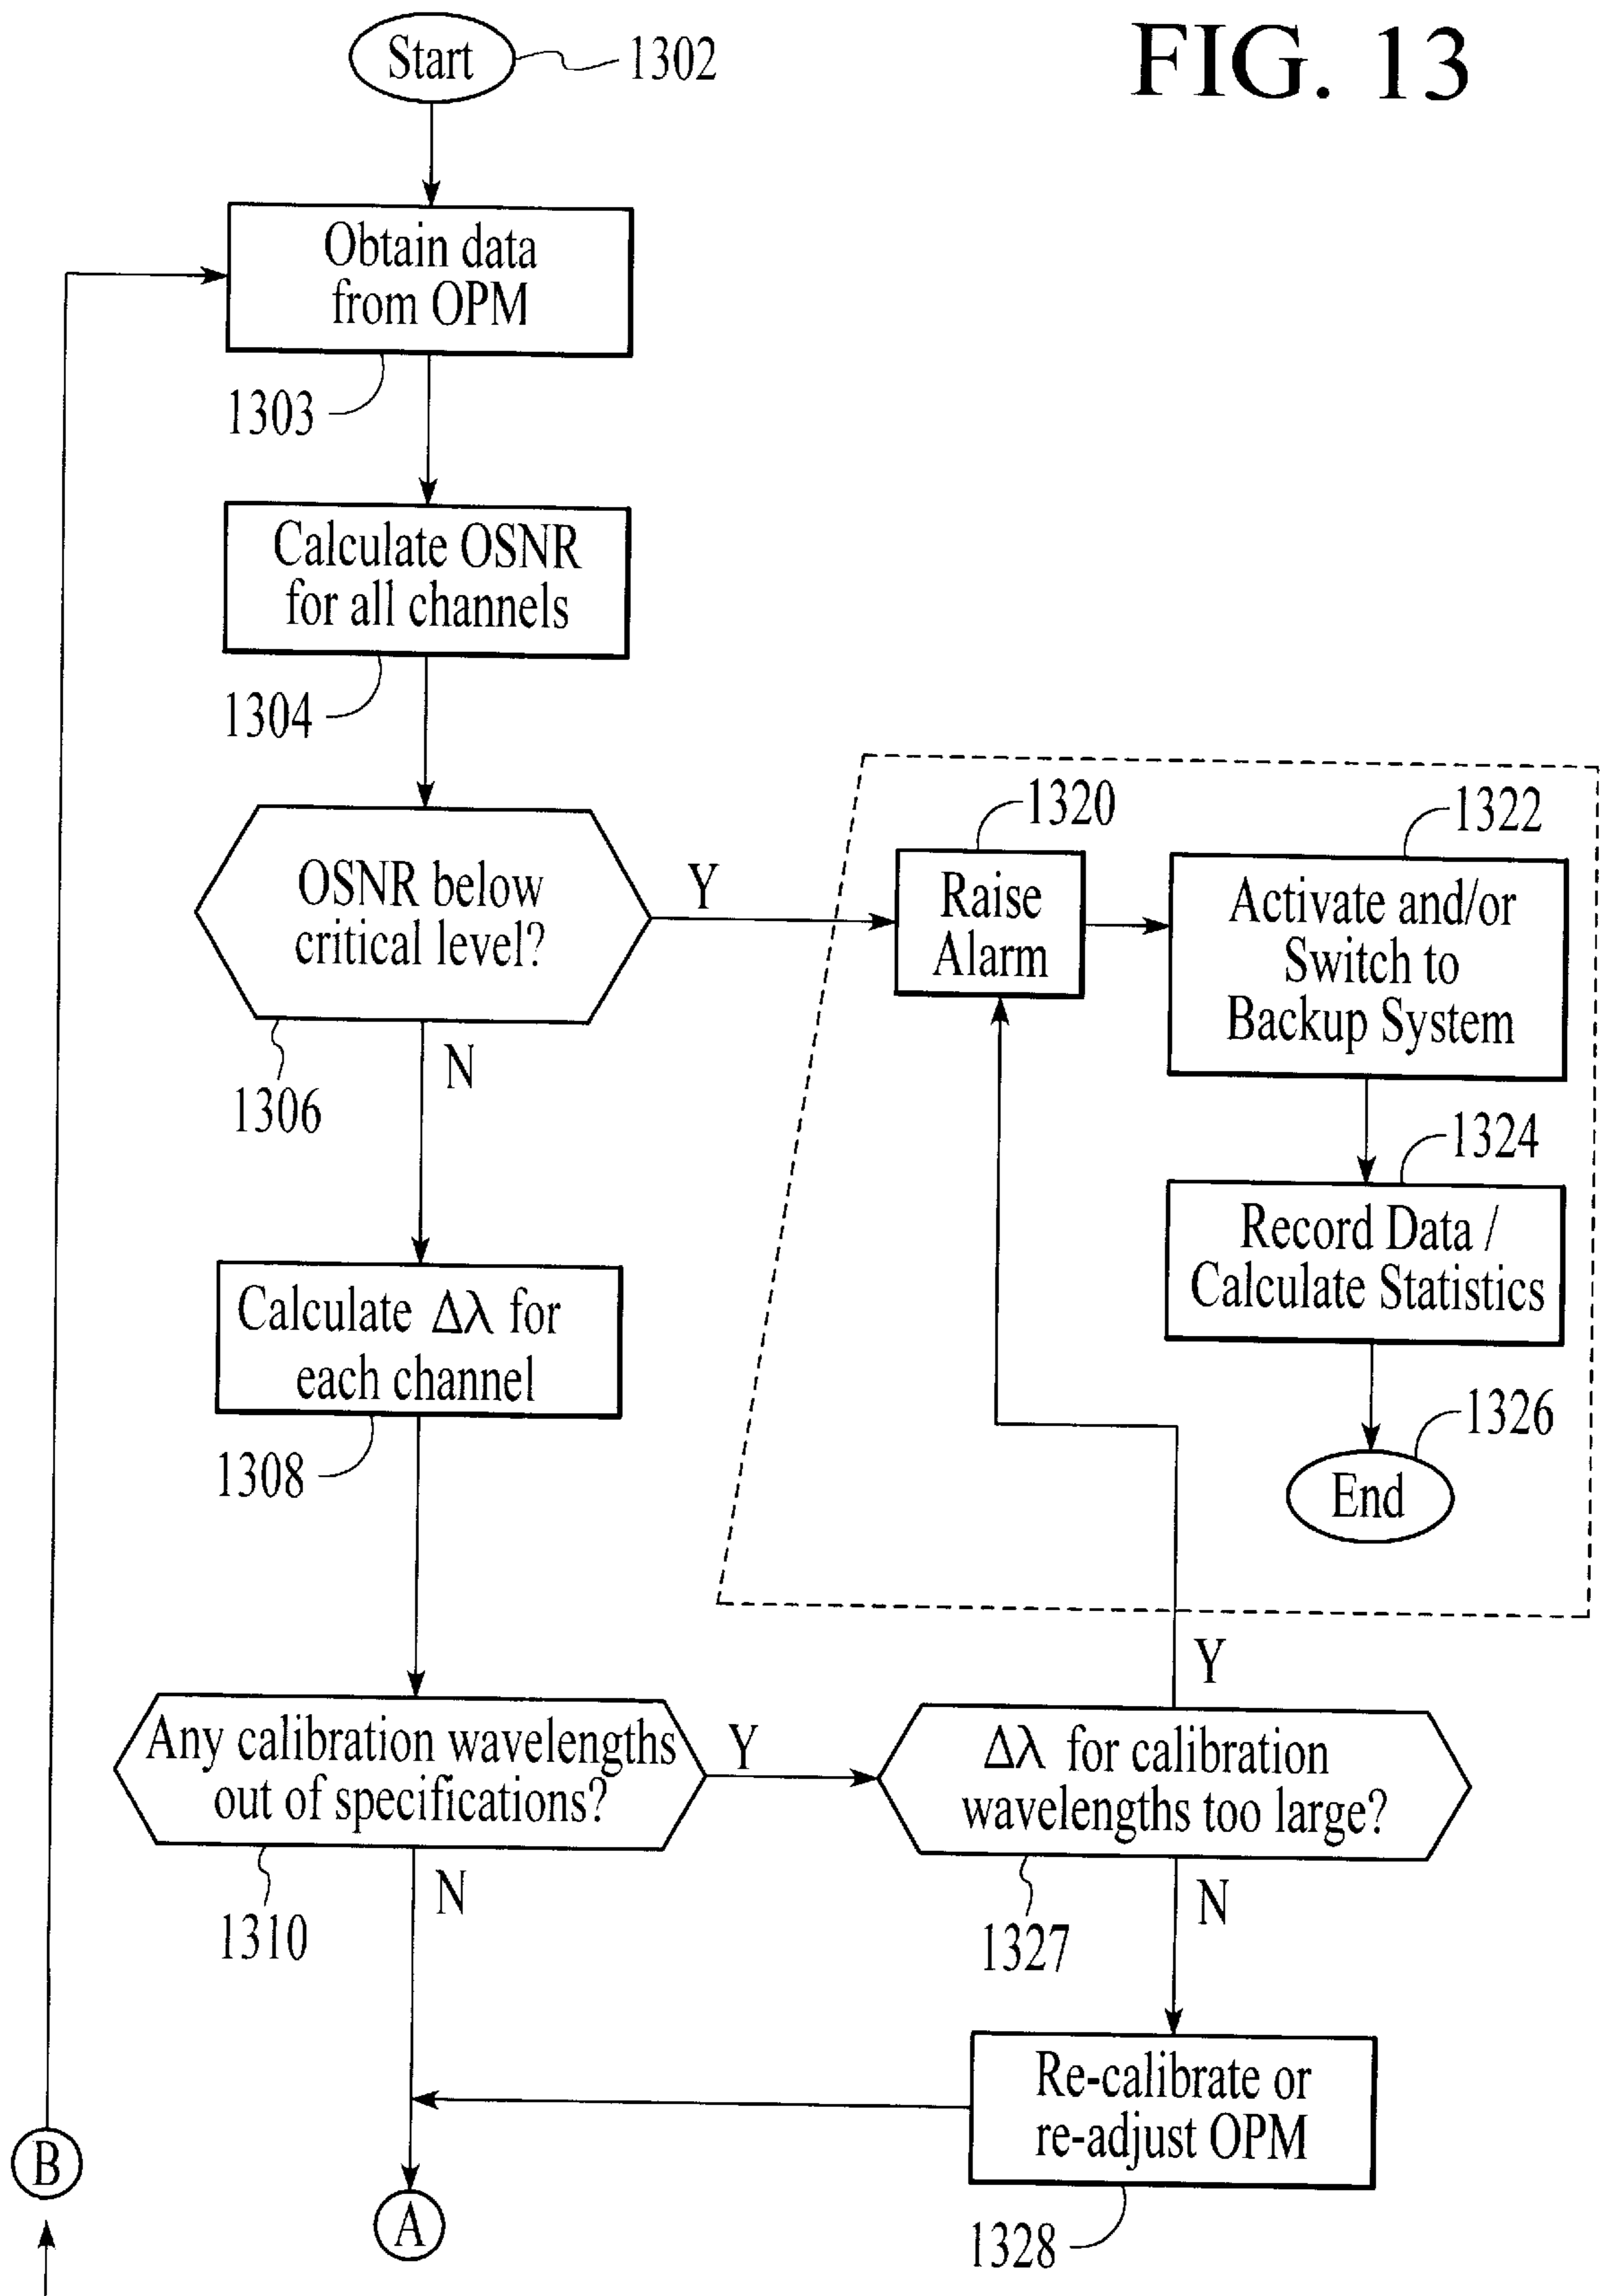 FIG. 13
Start
1302
Obtain data
from OPM
1303
Calculate OSNR
for all channels
1304
OSNR below
critical level?
Y
N
1306
1320
Raise
Alarm
1322
Activate and/or
Switch to
Backup System
1324
Record Data /
Calculate Statistics
1326
End
Calculate Δλ for
each channel
1308
Any calibration wavelengths
out of specifications?
Y
N
1310
Y
Δλ for calibration
wavelengths too large?
N
1327
Re-calibrate or
re-adjust OPM
1328
B
A